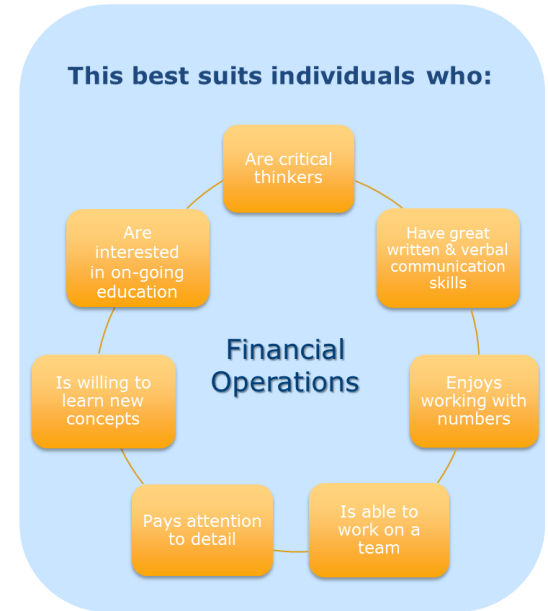 This best suits individuals who:
Are critical
thinkers
Have great
written & verbal
communication
skills
Enjoys
working with
numbers
Is able to
work on a
team
Pays attention
to detail
Is willing to
learn new
concepts
Are
interested
in on-going
education
Financial
Operations